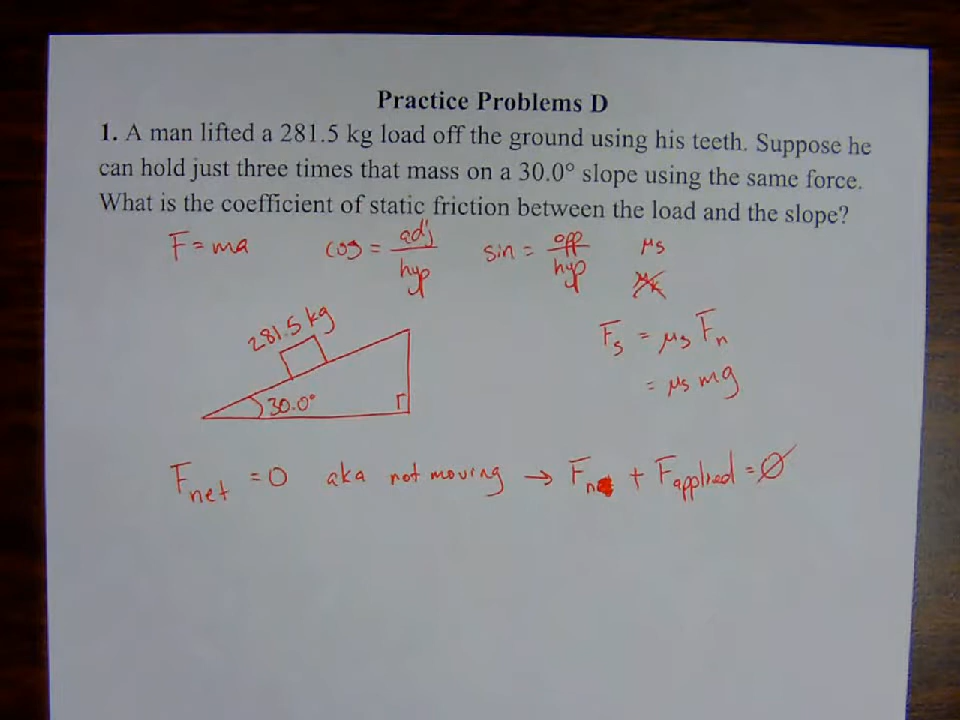 Practice Problems D
1. A man lifted a 281.5 kg load off the ground using his teeth. Suppose he
can hold just three times that mass on a 30.0° slope using the same force.
What is the coefficient of static friction between the load and the slope?
F = ma cos = adj/hyp sin = opp/hyp μs
μk
281.5 kg
Fs = μs Fn
= μs mg
30.0°
Fnet = 0 aka not moving → Fn + Fapplied = 0